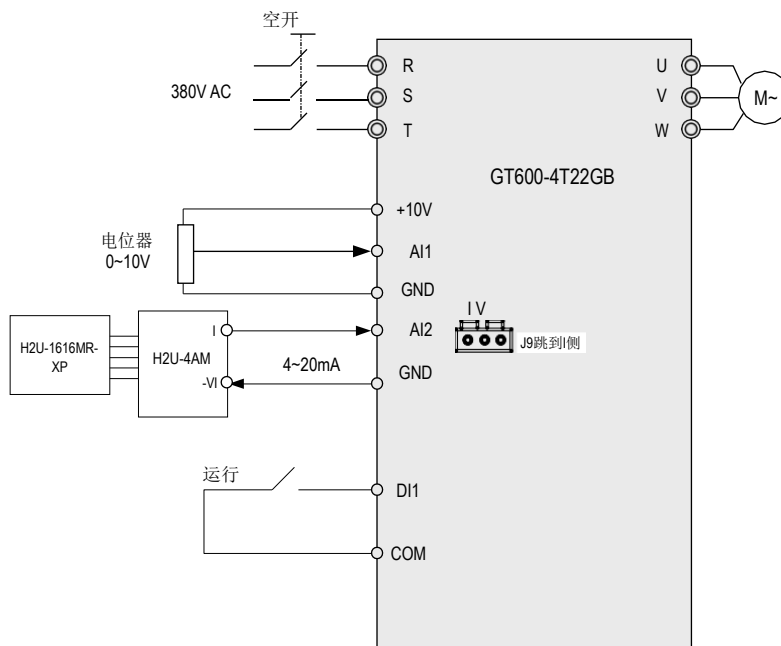 空开
380V AC
R
S
T
U
V
W
M~
GT600-4T22GB
+10V
电位器
0~10V
AI1
GND
I V
H2U-1616MR-
XP
H2U-4AM
I
-VI
AI2
J9跳到I侧
4~20mA
GND
运行
DI1
COM